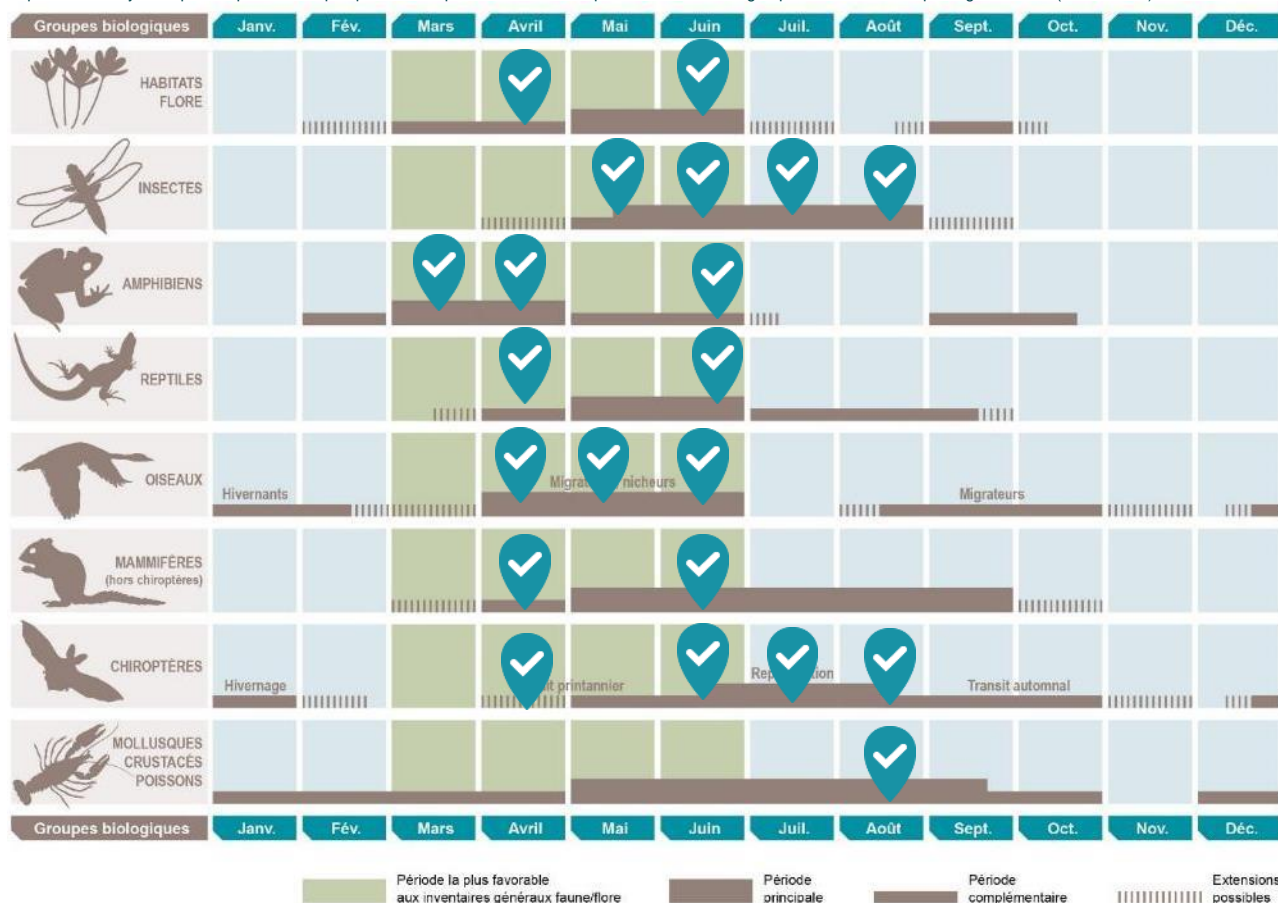 Groupes biologiques Janv. Fév. Mars Avril Mai Juin Juil. Août Sept. Oct. Nov. Déc.
HABITATS
FLORE
INSECTES
AMPHIBIENS
REPTILES
OISEAUX
Hivernants
nicheurs
Migrateurs
MAMMIFÈRES
(hors chiroptères)
CHIROPTÈRES
Hivernage
printannier
Transit automnal
MOLLUSQUES
CRUSTACÉS
POISSONS
Groupes biologiques Janv. Fév. Mars Avril Mai Juin Juil. Août Sept. Oct. Nov. Déc.
Période la plus favorable
aux inventaires généraux faune/flore
Période
principale
Période
complémentaire
Extensions
possibles